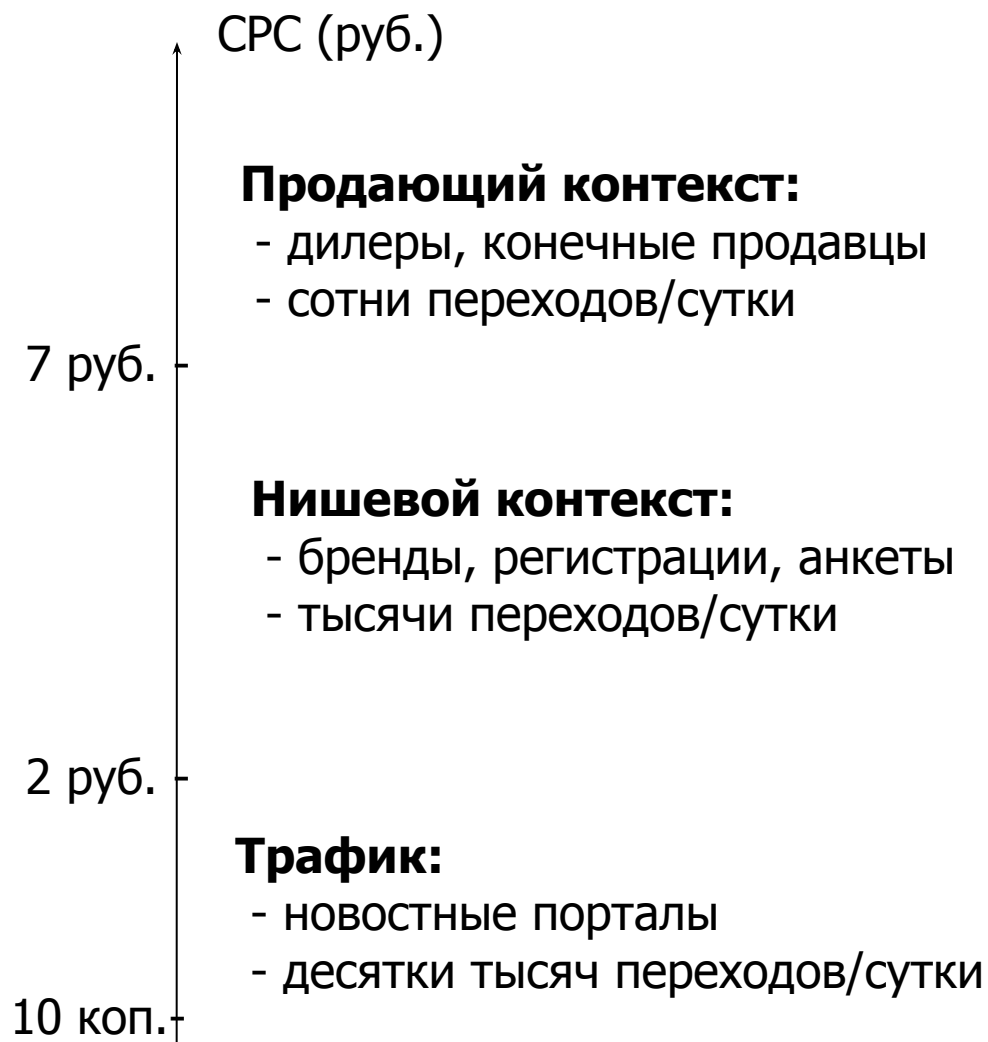 CPC (руб.)
Продающий контекст:
- дилеры, конечные продавцы
- сотни переходов/сутки
7 руб.
Нишевой контекст:
- бренды, регистрации, анкеты
- тысячи переходов/сутки
2 руб.
Трафик:
- новостные порталы
- десятки тысяч переходов/сутки
10 коп.